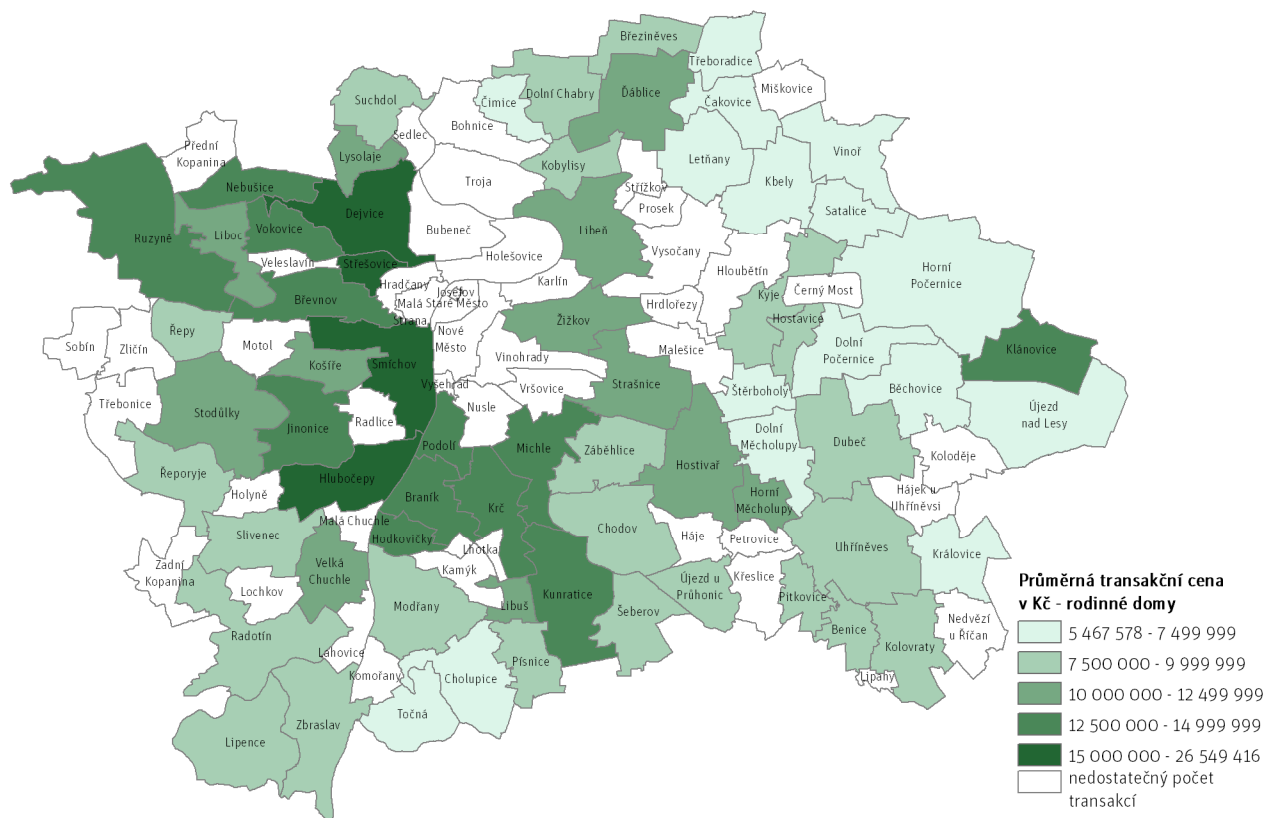 Březiněves
Třeboradice
Suchdol
Čimice
Dolní Chabry
Ďáblice
Čakovice
Miškovice
Sedlec
Bohnice
Přední
Kopanina
Lysolaje
Kobylisy
Letňany
Vinoř
Nebušice
Troja
Střížkov
Kbely
Dejvice
Prosek
Satalice
Ruzyně
Liboc
Vokovice
Bubeneč
Libeň
Vysočany
Veleslavín
Střešovice
Holešovice
Hloubětín
Horní
Počernice
Hradčany
Karlín
Břevnov
Josefov
Malá
Strana
Staré Město
Hrdlořezy
Kyje
Černý Most
Řepy
Žižkov
Hostavice
Sobín
Zličín
Motol
Nové
Město
Vinohrady
Malešice
Dolní
Počernice
Klánovice
Košíře
Smíchov
Vyšehrad
Vršovice
Strašnice
Štěrboholy
Běchovice
Třebonice
Stodůlky
Nusle
Újezd
nad Lesy
Jinonice
Radlice
Podolí
Michle
Záběhlice
Dolní
Měcholupy
Dubeč
Koloděje
Řeporyje
Hlubočepy
Hostivař
Holyně
Braník
Krč
Horní
Měcholupy
Hájek u
Uhříněvsi
Malá Chuchle
Hodkovičky
Chodov
Háje
Petrovice
Uhříněves
Královice
Slivenec
Lhotka
Zadní
Kopanina
Velká
Chuchle
Kamýk
Lochkov
Kunratice
Újezd u
Průhonic
Křeslice
Pitkovice
Modřany
Libuš
Šeberov
Benice
Nedvězí
u Říčan
Radotín
Lahovice
Písnice
Kolovraty
Komořany
Cholupice
Lipany
Točná
Zbraslav
Lipence
Průměrná transakční cena
v Kč - rodinné domy
5 467 578 - 7 499 999
7 500 000 - 9 999 999
10 000 000 - 12 499 999
12 500 000 - 14 999 999
15 000 000 - 26 549 416
nedostatečný počet
transakcí